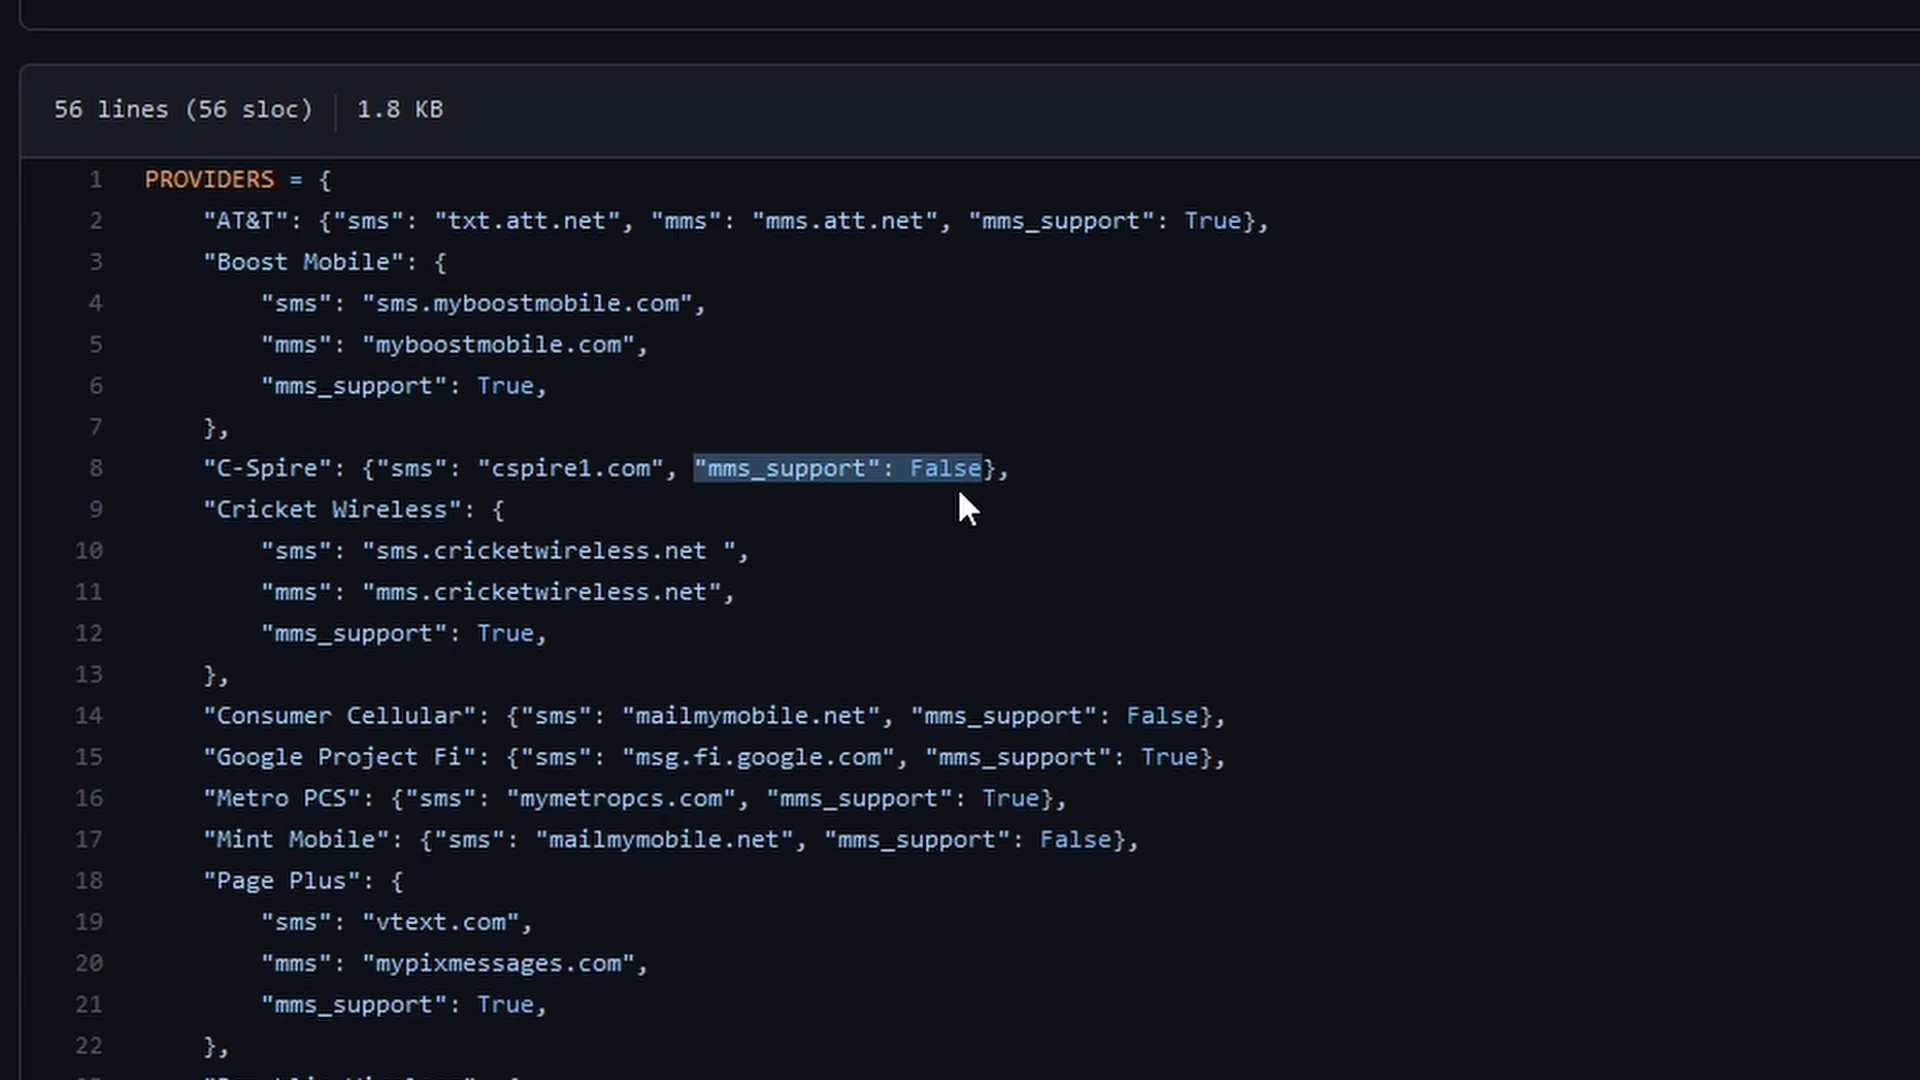 56 lines (56 sloc) 1.8 KB
1 PROVIDERS = {
2 "AT&T": {"sms": "txt.att.net", "mms": "mms.att.net", "mms_support": True},
3 "Boost Mobile": {
4 "sms": "sms.myboostmobile.com",
5 "mms": "myboostmobile.com",
6 "mms_support": True,
7 },
8 "C-Spire": {"sms": "cspire1.com", "mms_support": False},
9 "Cricket Wireless": {
10 "sms": "sms.cricketwireless.net ",
11 "mms": "mms.cricketwireless.net",
12 "mms_support": True,
13 },
14 "Consumer Cellular": {"sms": "mailmymobile.net", "mms_support": False},
15 "Google Project Fi": {"sms": "msg.fi.google.com", "mms_support": True},
16 "Metro PCS": {"sms": "mymetropcs.com", "mms_support": True},
17 "Mint Mobile": {"sms": "mailmymobile.net", "mms_support": False},
18 "Page Plus": {
19 "sms": "vtext.com",
20 "mms": "mypixmessages.com",
21 "mms_support": True,
22 },